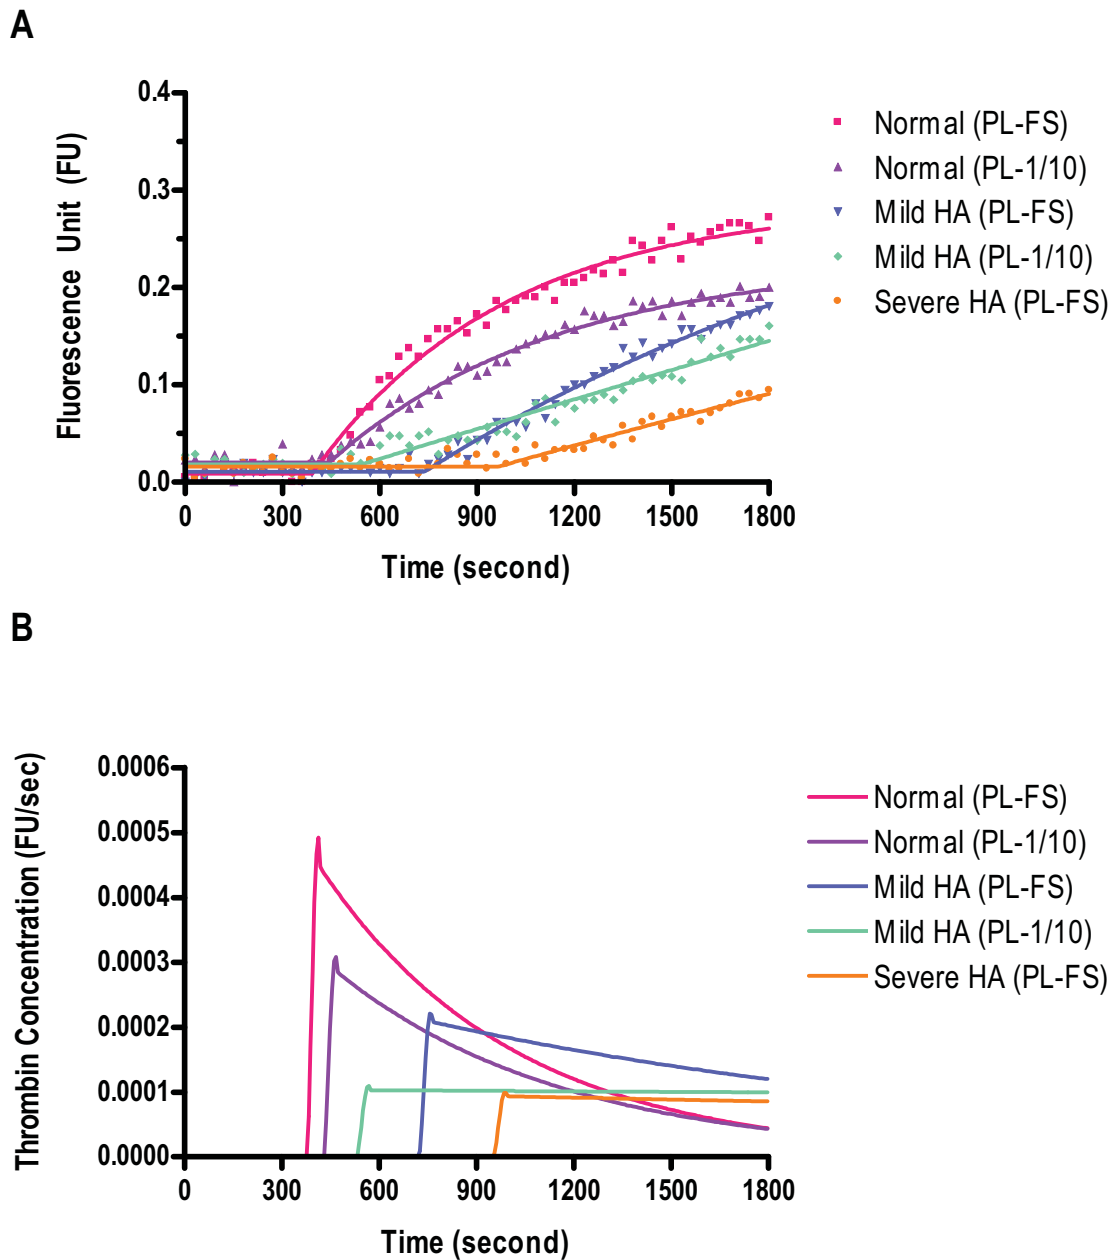 A
Fluorescence Unit (FU)
0.4
0.3
0.2
0.1
0.0
0 300 600 900 1200 1500 1800
Time (second)
Normal (PL-FS)
Normal (PL-1/10)
Mild HA (PL-FS)
Mild HA (PL-1/10)
Severe HA (PL-FS)
B
Thrombin Concentration (FU/sec)
0.0006
0.0005
0.0004
0.0003
0.0002
0.0001
0.0000
0 300 600 900 1200 1500 1800
Time (second)
Normal (PL-FS)
Normal (PL-1/10)
Mild HA (PL-FS)
Mild HA (PL-1/10)
Severe HA (PL-FS)